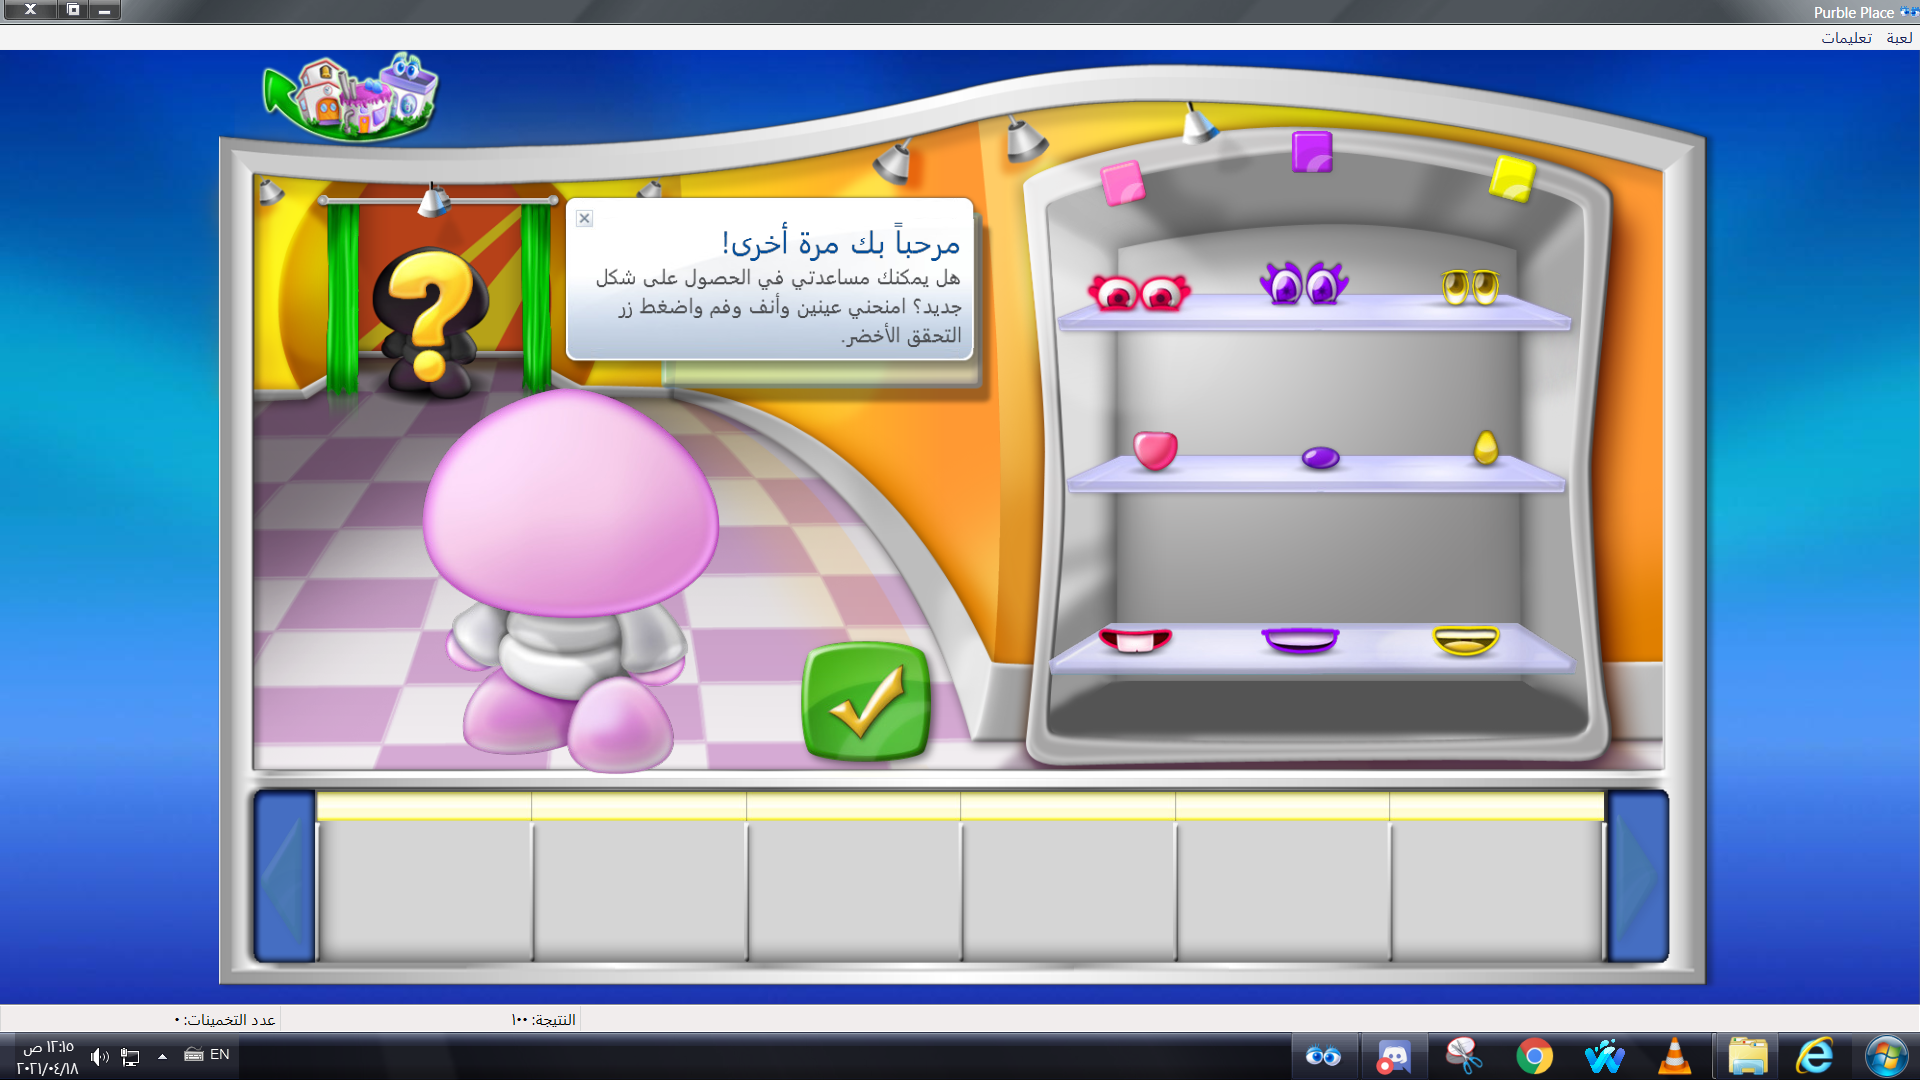 Purble Place
لعبة تعليمات
مرحباً بك مرة أخرى!
هل يمكنك مساعدتي في الحصول على شكل
جديد؟ امنحني عينين وأنف وفم واضغط زر
التحقق الأخضر.
النتيجة: ١٠٠
عدد التخمينات: ٠
EN
١٢:١٥ ص
٢٠٢١/٠٤/١٨